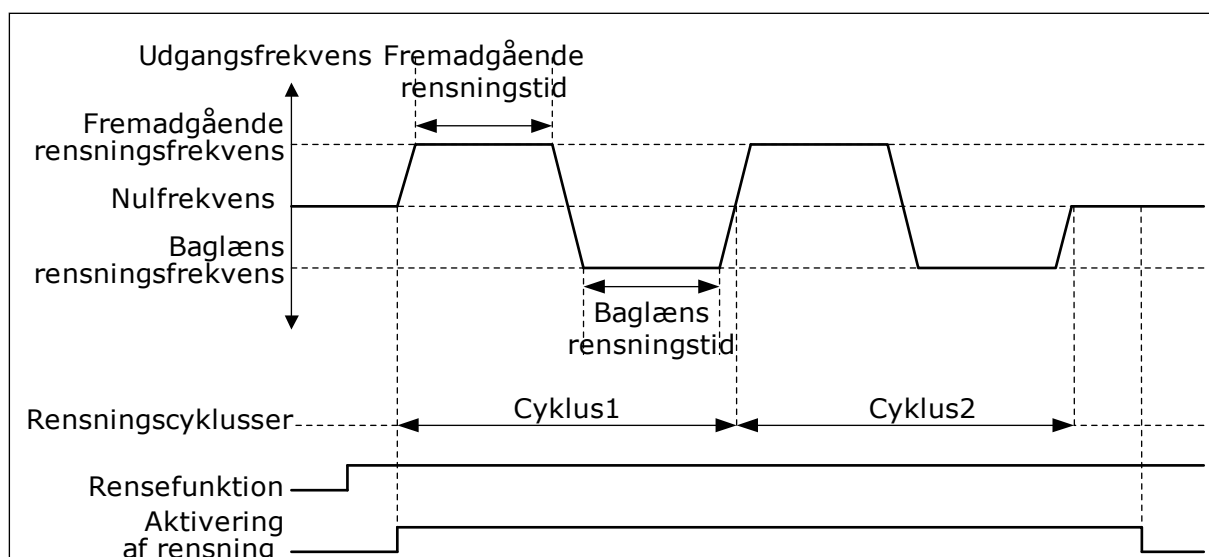 Udgangsfrekvens
Fremadgående
rensningstid
Fremadgående
rensningsfrekvens
Nulfrekvens
Baglæns
rensningsfrekvens
Baglæns
rensningstid
Rensningscyklusser
Cyklus1
Cyklus2
Rensefunktion
Aktivering
af rensning